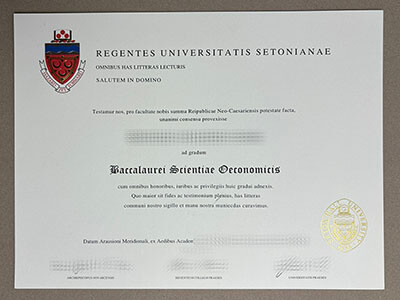 REGENTES UNIVERSITATIS SETONIANAE
OMNIBUS HAS LITTERAS LECTURIS
SALUTEM IN DOMINO
Testamur nos, pro facultate nobis summa Reipublicae Neo-Caesariensis potestate facta,
unanimi consensu provexisse
ad gradum
Baccalaurei Scientiae Oeconomicis
cum omnibus honoribus, iuribus ac privilegiis huic gradui adnexis.
Quo maior sit fides ac testimonium plenius, has litteras
communi nostro sigillo et manu nostra muniendas curavimus.
Datum Arausioni Meridionali, ex Aedibus Academ